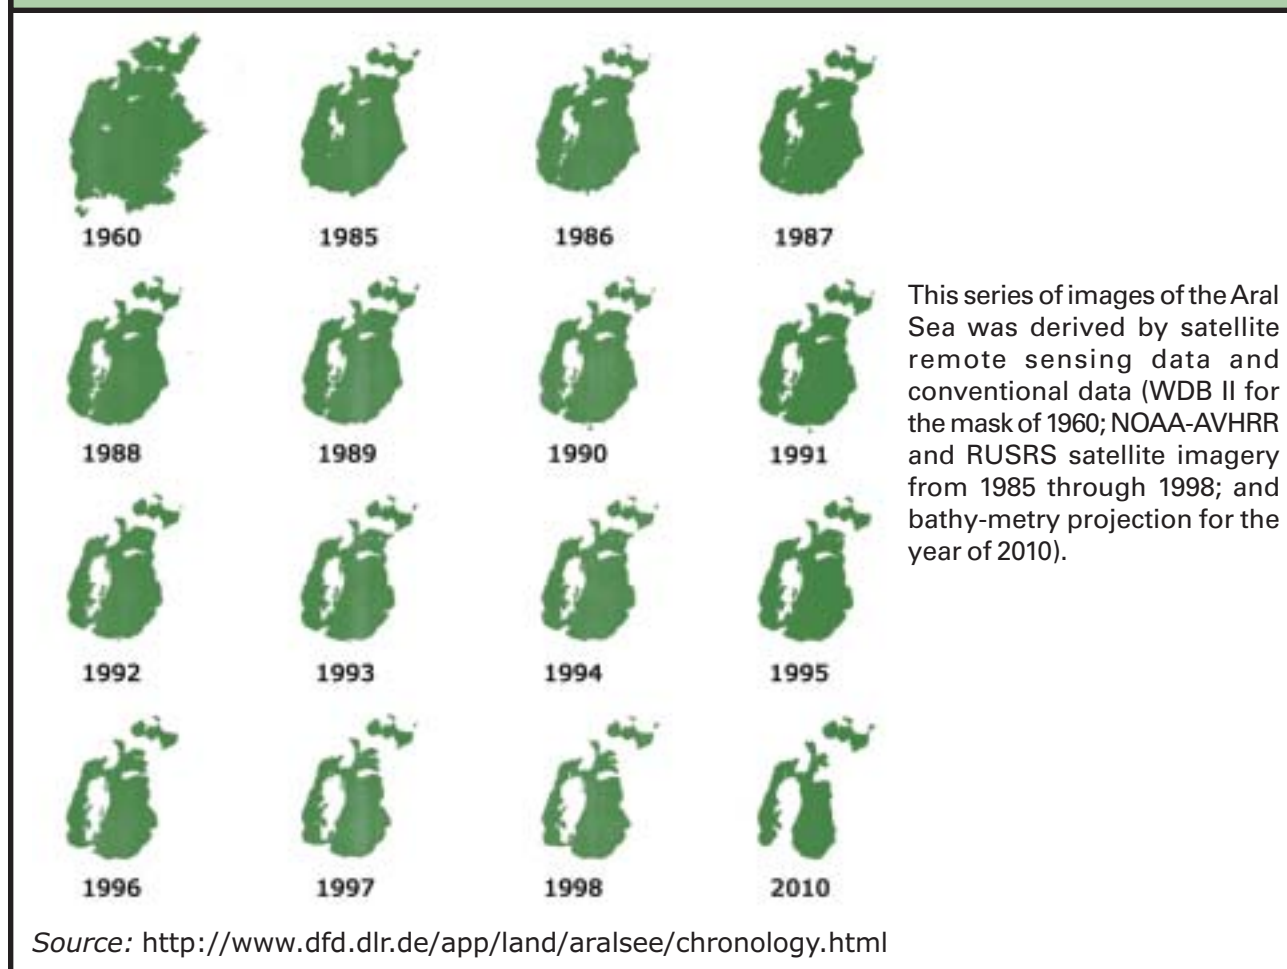 1960 1985 1986 1987
1988 1989 1990 1991
1992 1993 1994 1995
1996 1997 1998 2010
This series of images of the Aral
Sea was derived by satellite
remote sensing data and
conventional data (WDB II for
the mask of 1960; NOAA-AVHRR
and RUSRS satellite imagery
from 1985 through 1998; and
bathy-metry projection for the
year of 2010).
Source: http://www.dfd.dlr.de/app/land/aralsee/chronology.html